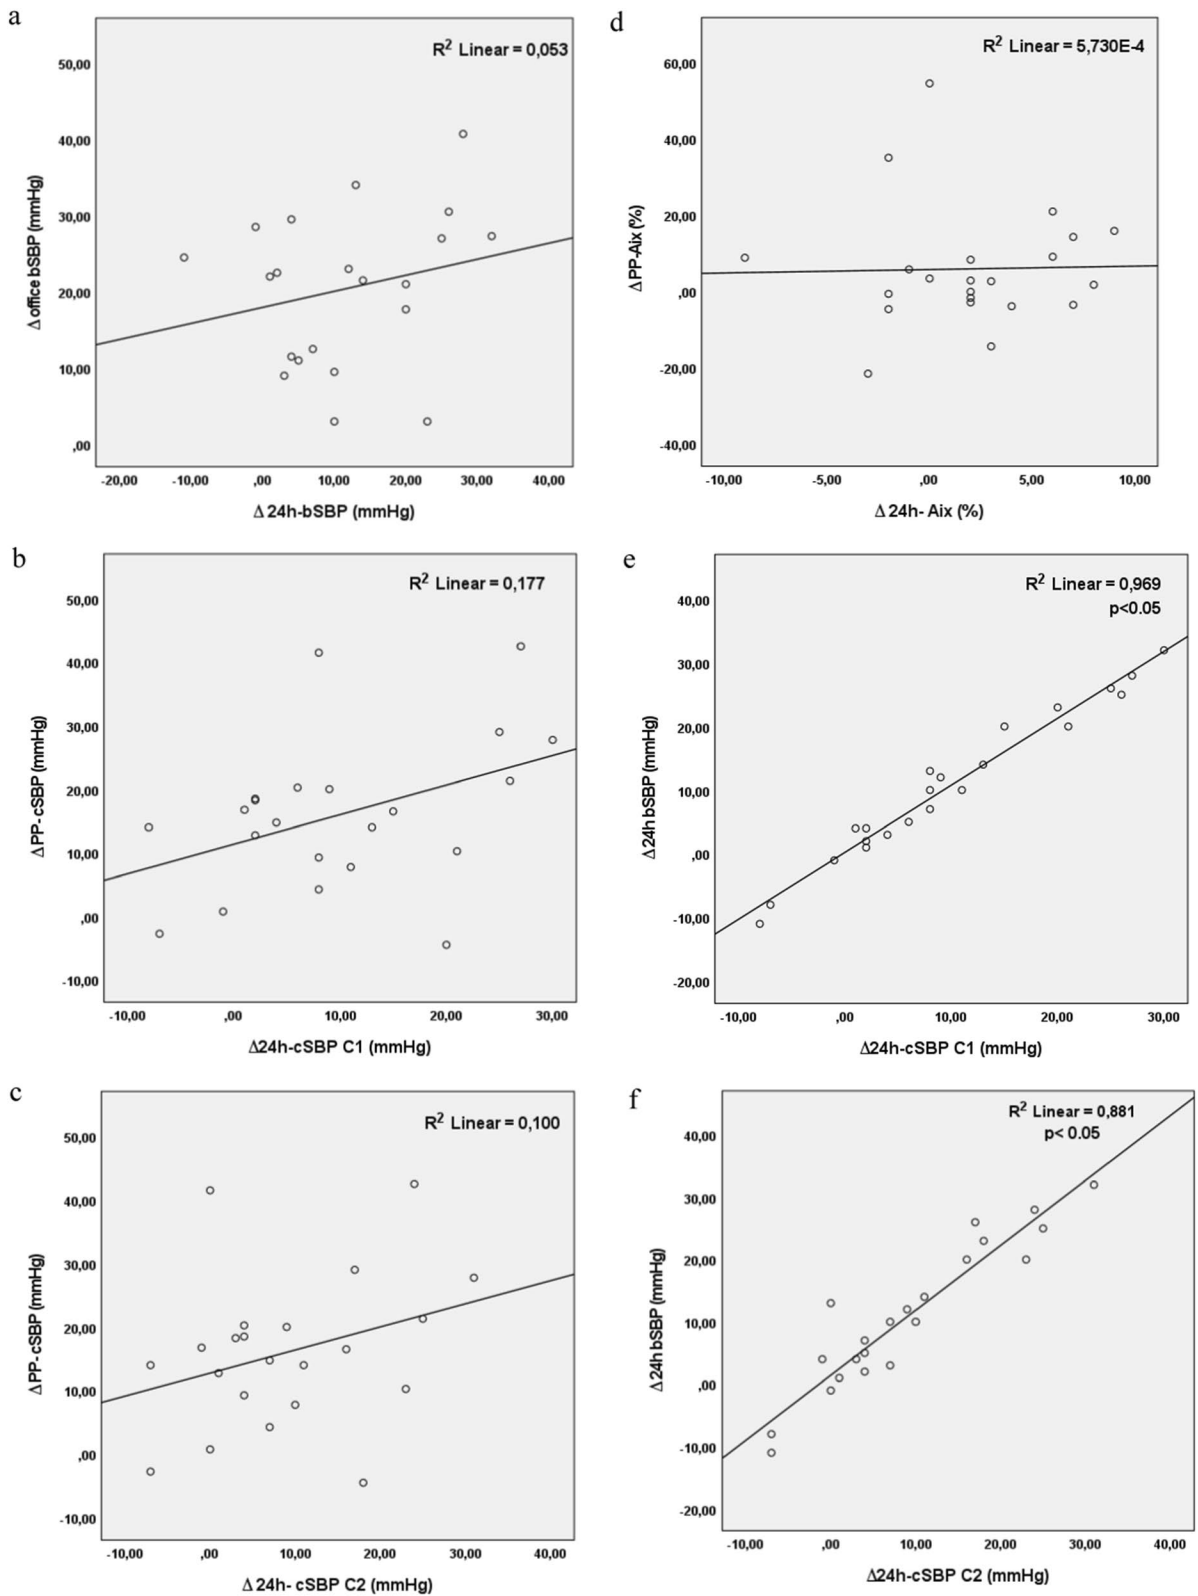 a
R² Linear = 0,053
50,00
40,00
30,00
20,00
10,00
,00
Δ office bSBP (mmHg)
-20,00 -10,00 ,00 10,00 20,00 30,00 40,00
Δ 24h-bSBP (mmHg)
d
R² Linear = 5,730E-4
60,00
40,00
20,00
,00
-20,00
-40,00
ΔPP-Aix (%)
-10,00 -5,00 ,00 5,00 10,00
Δ 24h- Aix (%)
b
R² Linear = 0,177
50,00
40,00
30,00
20,00
10,00
,00
-10,00
ΔPP- cSBP (mmHg)
-10,00 ,00 10,00 20,00 30,00
Δ24h-cSBP C1 (mmHg)
e
R² Linear = 0,969
p<0.05
40,00
30,00
20,00
10,00
,00
-10,00
-20,00
Δ24h bSBP (mmHg)
-10,00 ,00 10,00 20,00 30,00
Δ24h-cSBP C1 (mmHg)
c
R² Linear = 0,100
50,00
40,00
30,00
20,00
10,00
,00
-10,00
ΔPP- cSBP (mmHg)
-10,00 ,00 10,00 20,00 30,00 40,00
Δ 24h- cSBP C2 (mmHg)
f
R² Linear = 0,881
p< 0.05
40,00
30,00
20,00
10,00
,00
-10,00
-20,00
Δ24h bSBP (mmHg)
-10,00 ,00 10,00 20,00 30,00 40,00
Δ24h-cSBP C2 (mmHg)